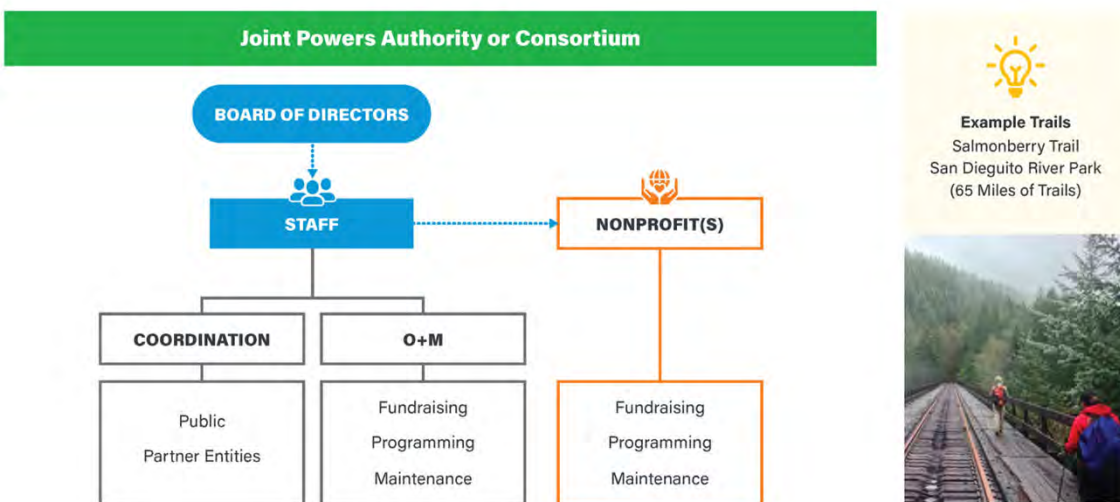 Joint Powers Authority or Consortium
BOARD OF DIRECTORS
STAFF
NONPROFIT(S)
COORDINATION
O+M
Public
Partner Entities
Fundraising
Programming
Maintenance
Fundraising
Programming
Maintenance
Example Trails
Salmonberry Trail
San Dieguito River Park
(65 Miles of Trails)